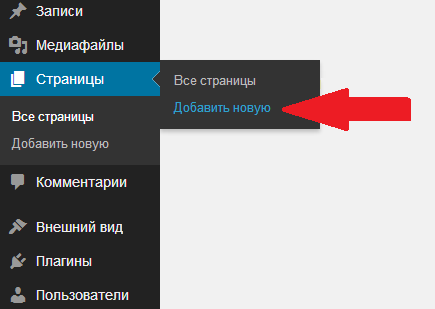 Записи
Медиафайлы
Страницы
Все страницы
Добавить новую
Все страницы
Добавить новую
Комментарии
Внешний вид
Плагины
Пользователи